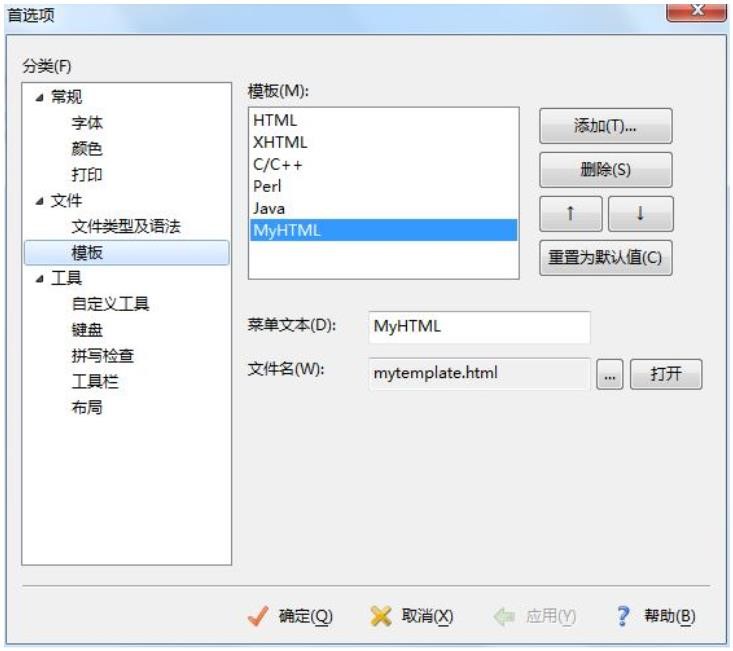 首选项
分类(F)
常规
字体
颜色
打印
文件
文件类型及语法
模板
工具
自定义工具
键盘
拼写检查
工具栏
布局
模板(M):
HTML
XHTML
C/C++
Perl
Java
MyHTML
添加(T)...
删除(S)
↑ ↓
重置为默认值(C)
菜单文本(D): MyHTML
文件名(W): mytemplate.html ... 打开
确定(O) 取消(X) 应用(Y) ? 帮助(B)